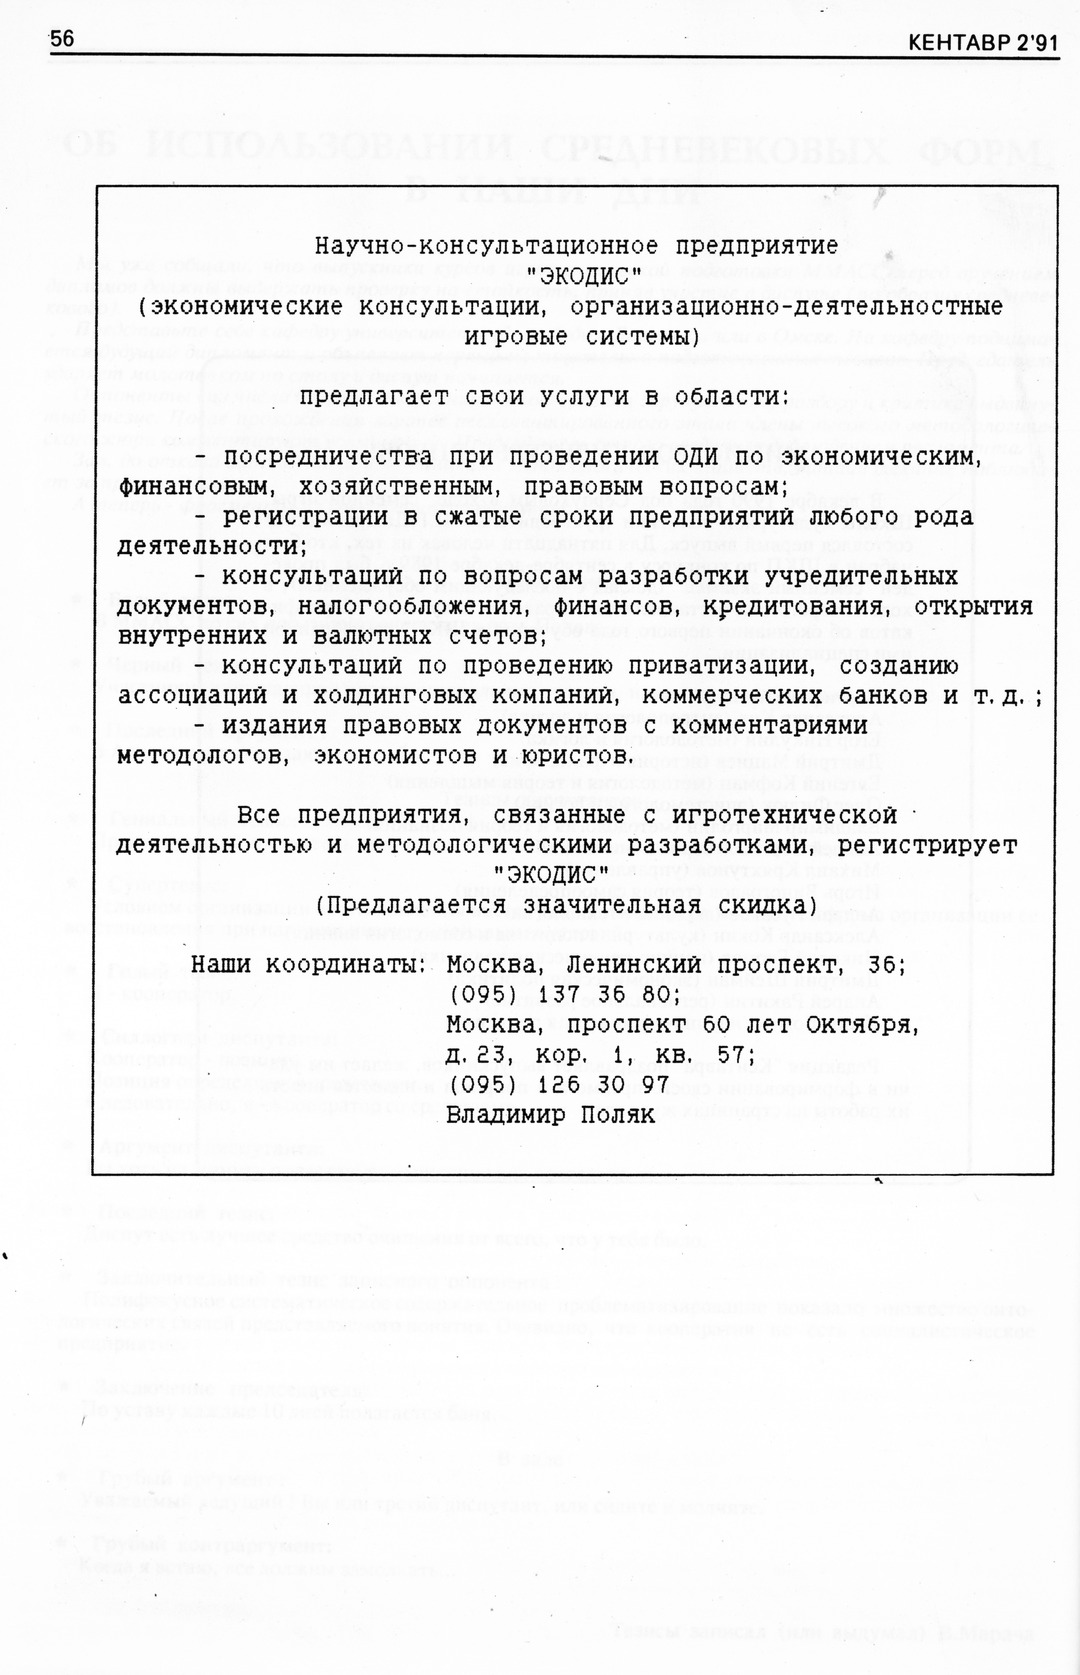 56
КЕНТАВР 2'91
Научно-консультационное предприятие
"ЭКОДИС"
(экономические консультации, организационно-деятельностные
игровые системы)
предлагает свои услуги в области:
- посредничества при проведении ОДИ по экономическим,
финансовым, хозяйственным, правовым вопросам;
- регистрации в сжатые сроки предприятий любого рода
деятельности;
- консультаций по вопросам разработки учредительных
документов, налогообложения, финансов, кредитования, открытия
внутренних и валютных счетов;
- консультаций по проведению приватизации, созданию
ассоциаций и холдинговых компаний, коммерческих банков и т.д.;
- издания правовых документов с комментариями
методологов, экономистов и юристов.
Все предприятия, связанные с игротехнической
деятельностью и методологическими разработками, регистрирует
"ЭКОДИС"
(Предлагается значительная скидка)
Наши координаты: Москва, Ленинский проспект, 36;
(095) 137 36 80;
Москва, проспект 60 лет Октября,
д.23, кор. 1, кв. 57;
(095) 126 30 97
Владимир Поляк